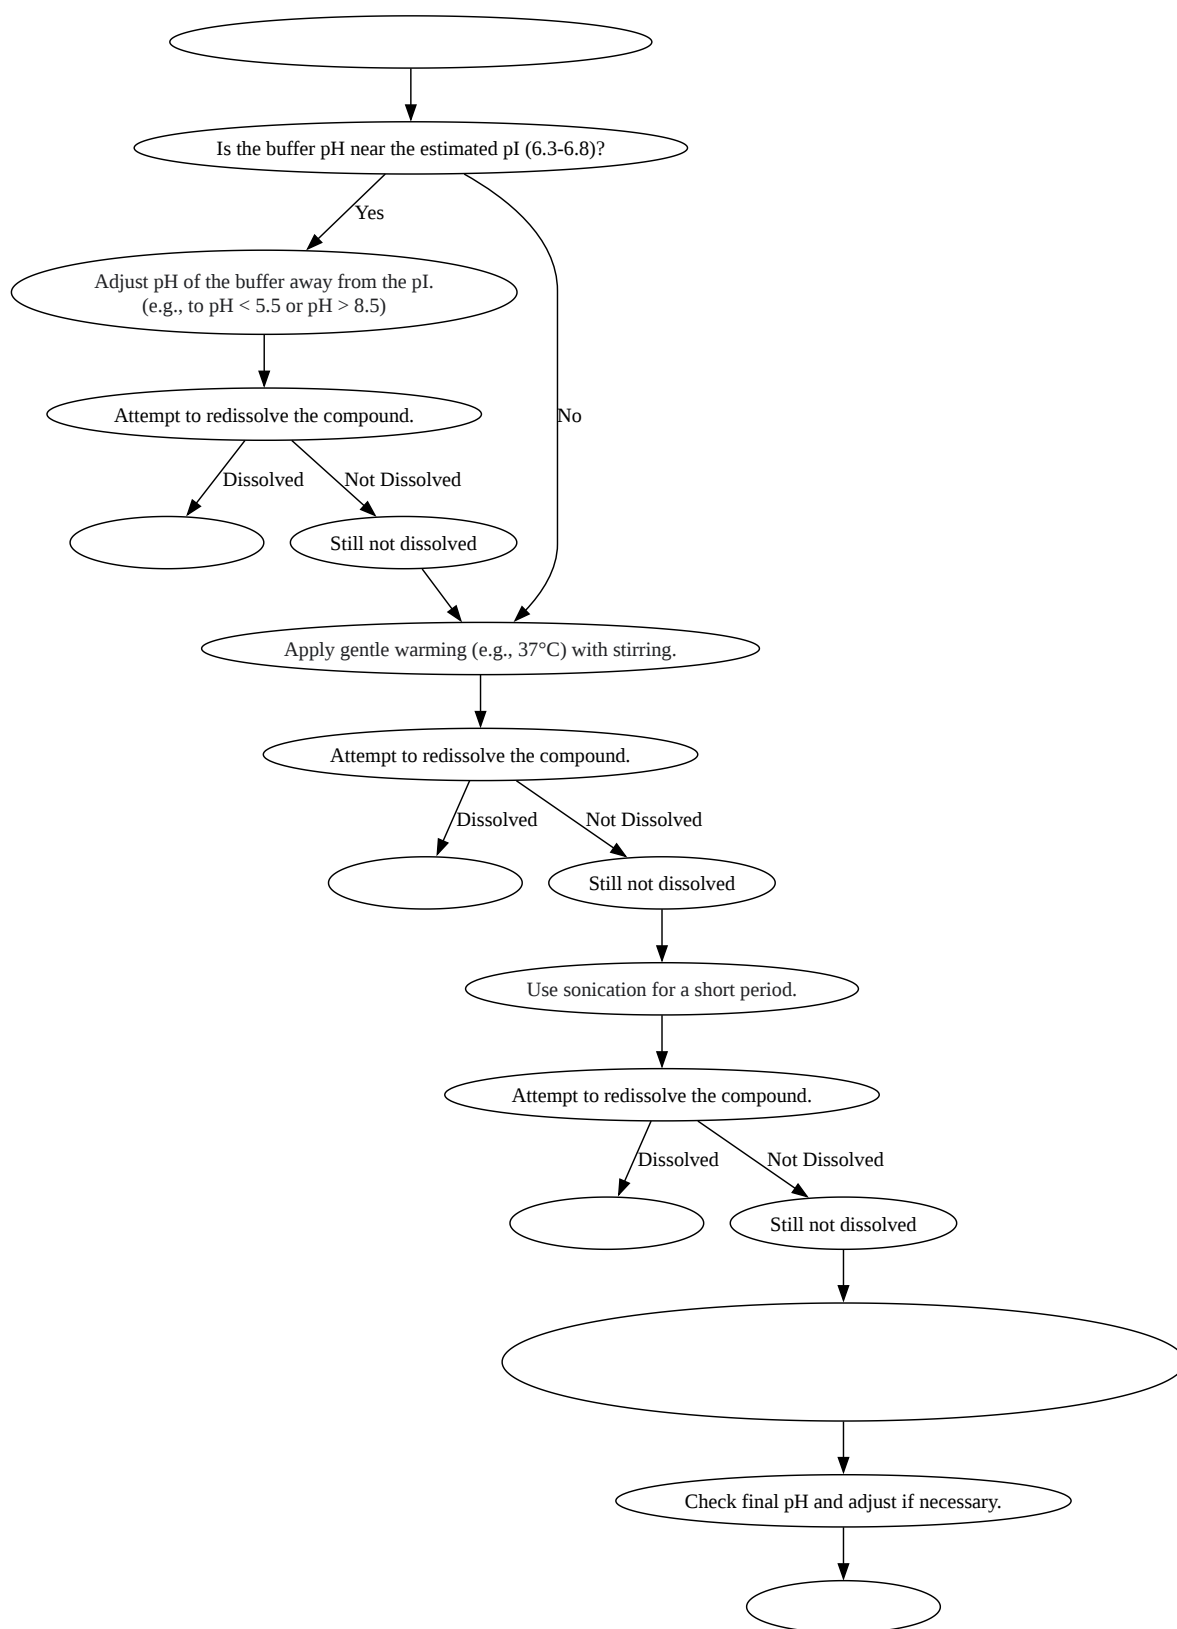 Is the buffer pH near the estimated pI (6.3-6.8)?
Yes
Adjust pH of the buffer away from the pI.
(e.g., to pH < 5.5 or pH > 8.5)
Attempt to redissolve the compound.
No
Dissolved
Not Dissolved
Still not dissolved
Apply gentle warming (e.g., 37°C) with stirring.
Attempt to redissolve the compound.
Dissolved
Not Dissolved
Still not dissolved
Use sonication for a short period.
Attempt to redissolve the compound.
Dissolved
Not Dissolved
Still not dissolved
Check final pH and adjust if necessary.